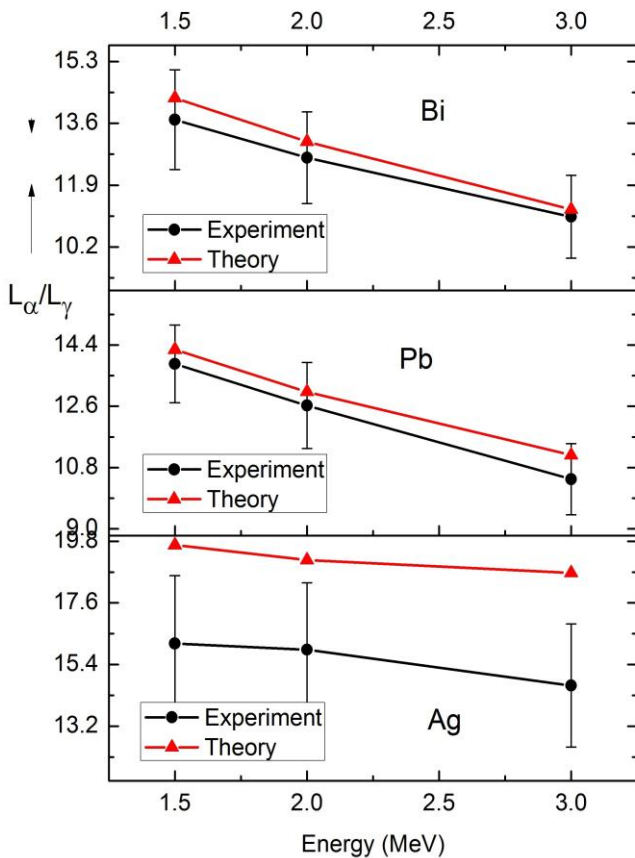 1.5 2.0 2.5 3.0
15.3
Bi
13.6
11.9
10.2
Experiment
Theory
Lα/Lγ
14.4
Pb
12.6
10.8
9.0
Experiment
Theory
19.8
17.6
15.4
13.2
Experiment
Theory
Ag
1.5 2.0 2.5 3.0
Energy (MeV)